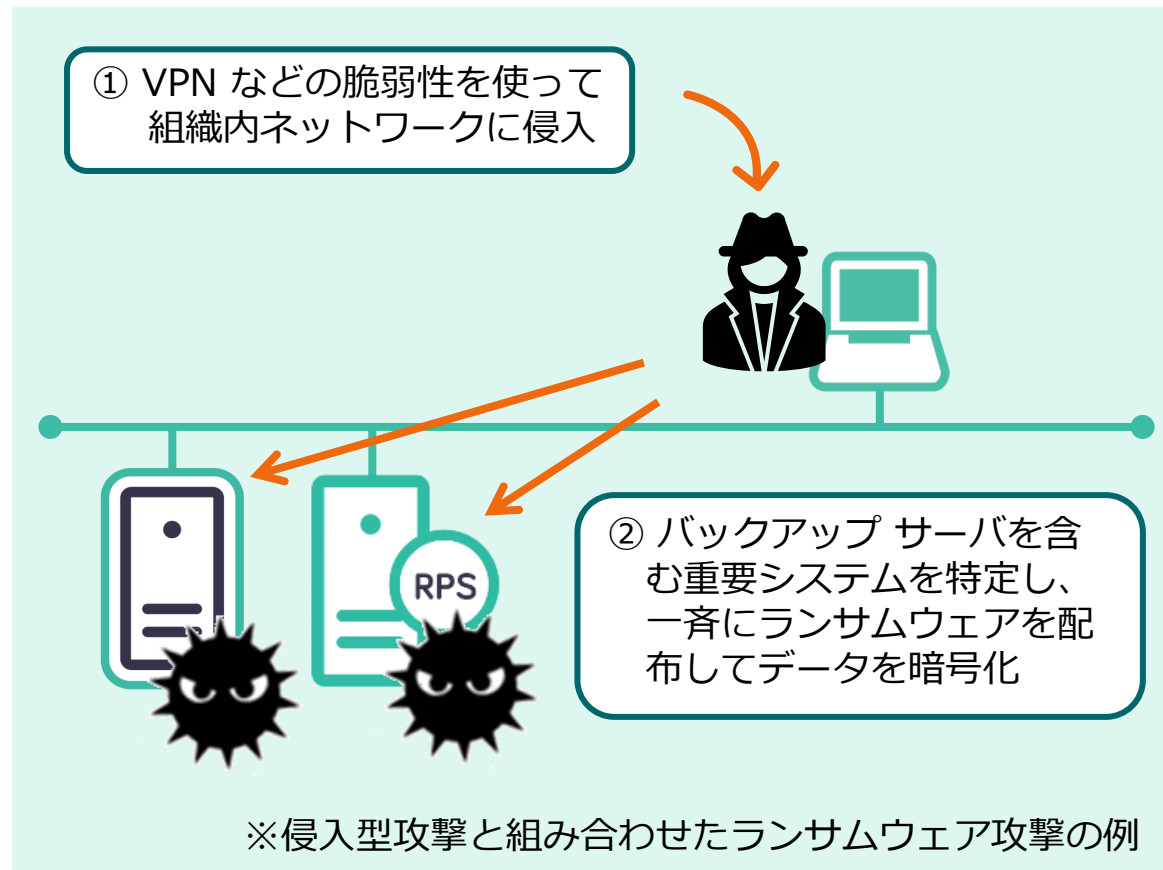 ① VPN などの脆弱性を使って
組織内ネットワークに侵入
RPS
② バックアップ サーバを含
む重要システムを特定し、
一斉にランサムウェアを配
布してデータを暗号化
※侵入型攻撃と組み合わせたランサムウェア攻撃の例